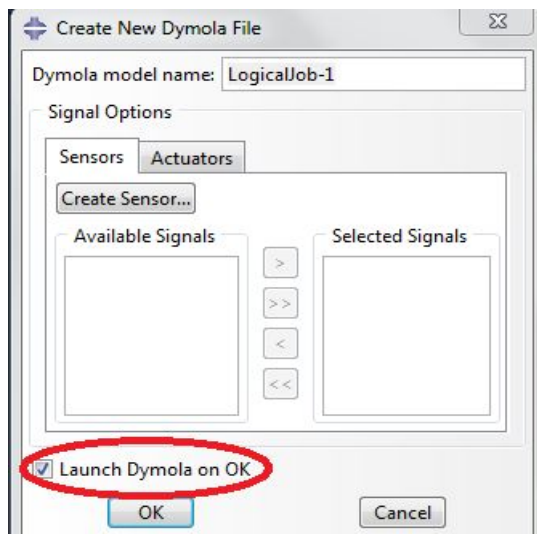 Create New Dymola File
Dymola model name: LogicalJob-1
Signal Options
Sensors Actuators
Create Sensor...
Available Signals Selected Signals
>
>>
<
<<
Launch Dymola on OK
OK Cancel